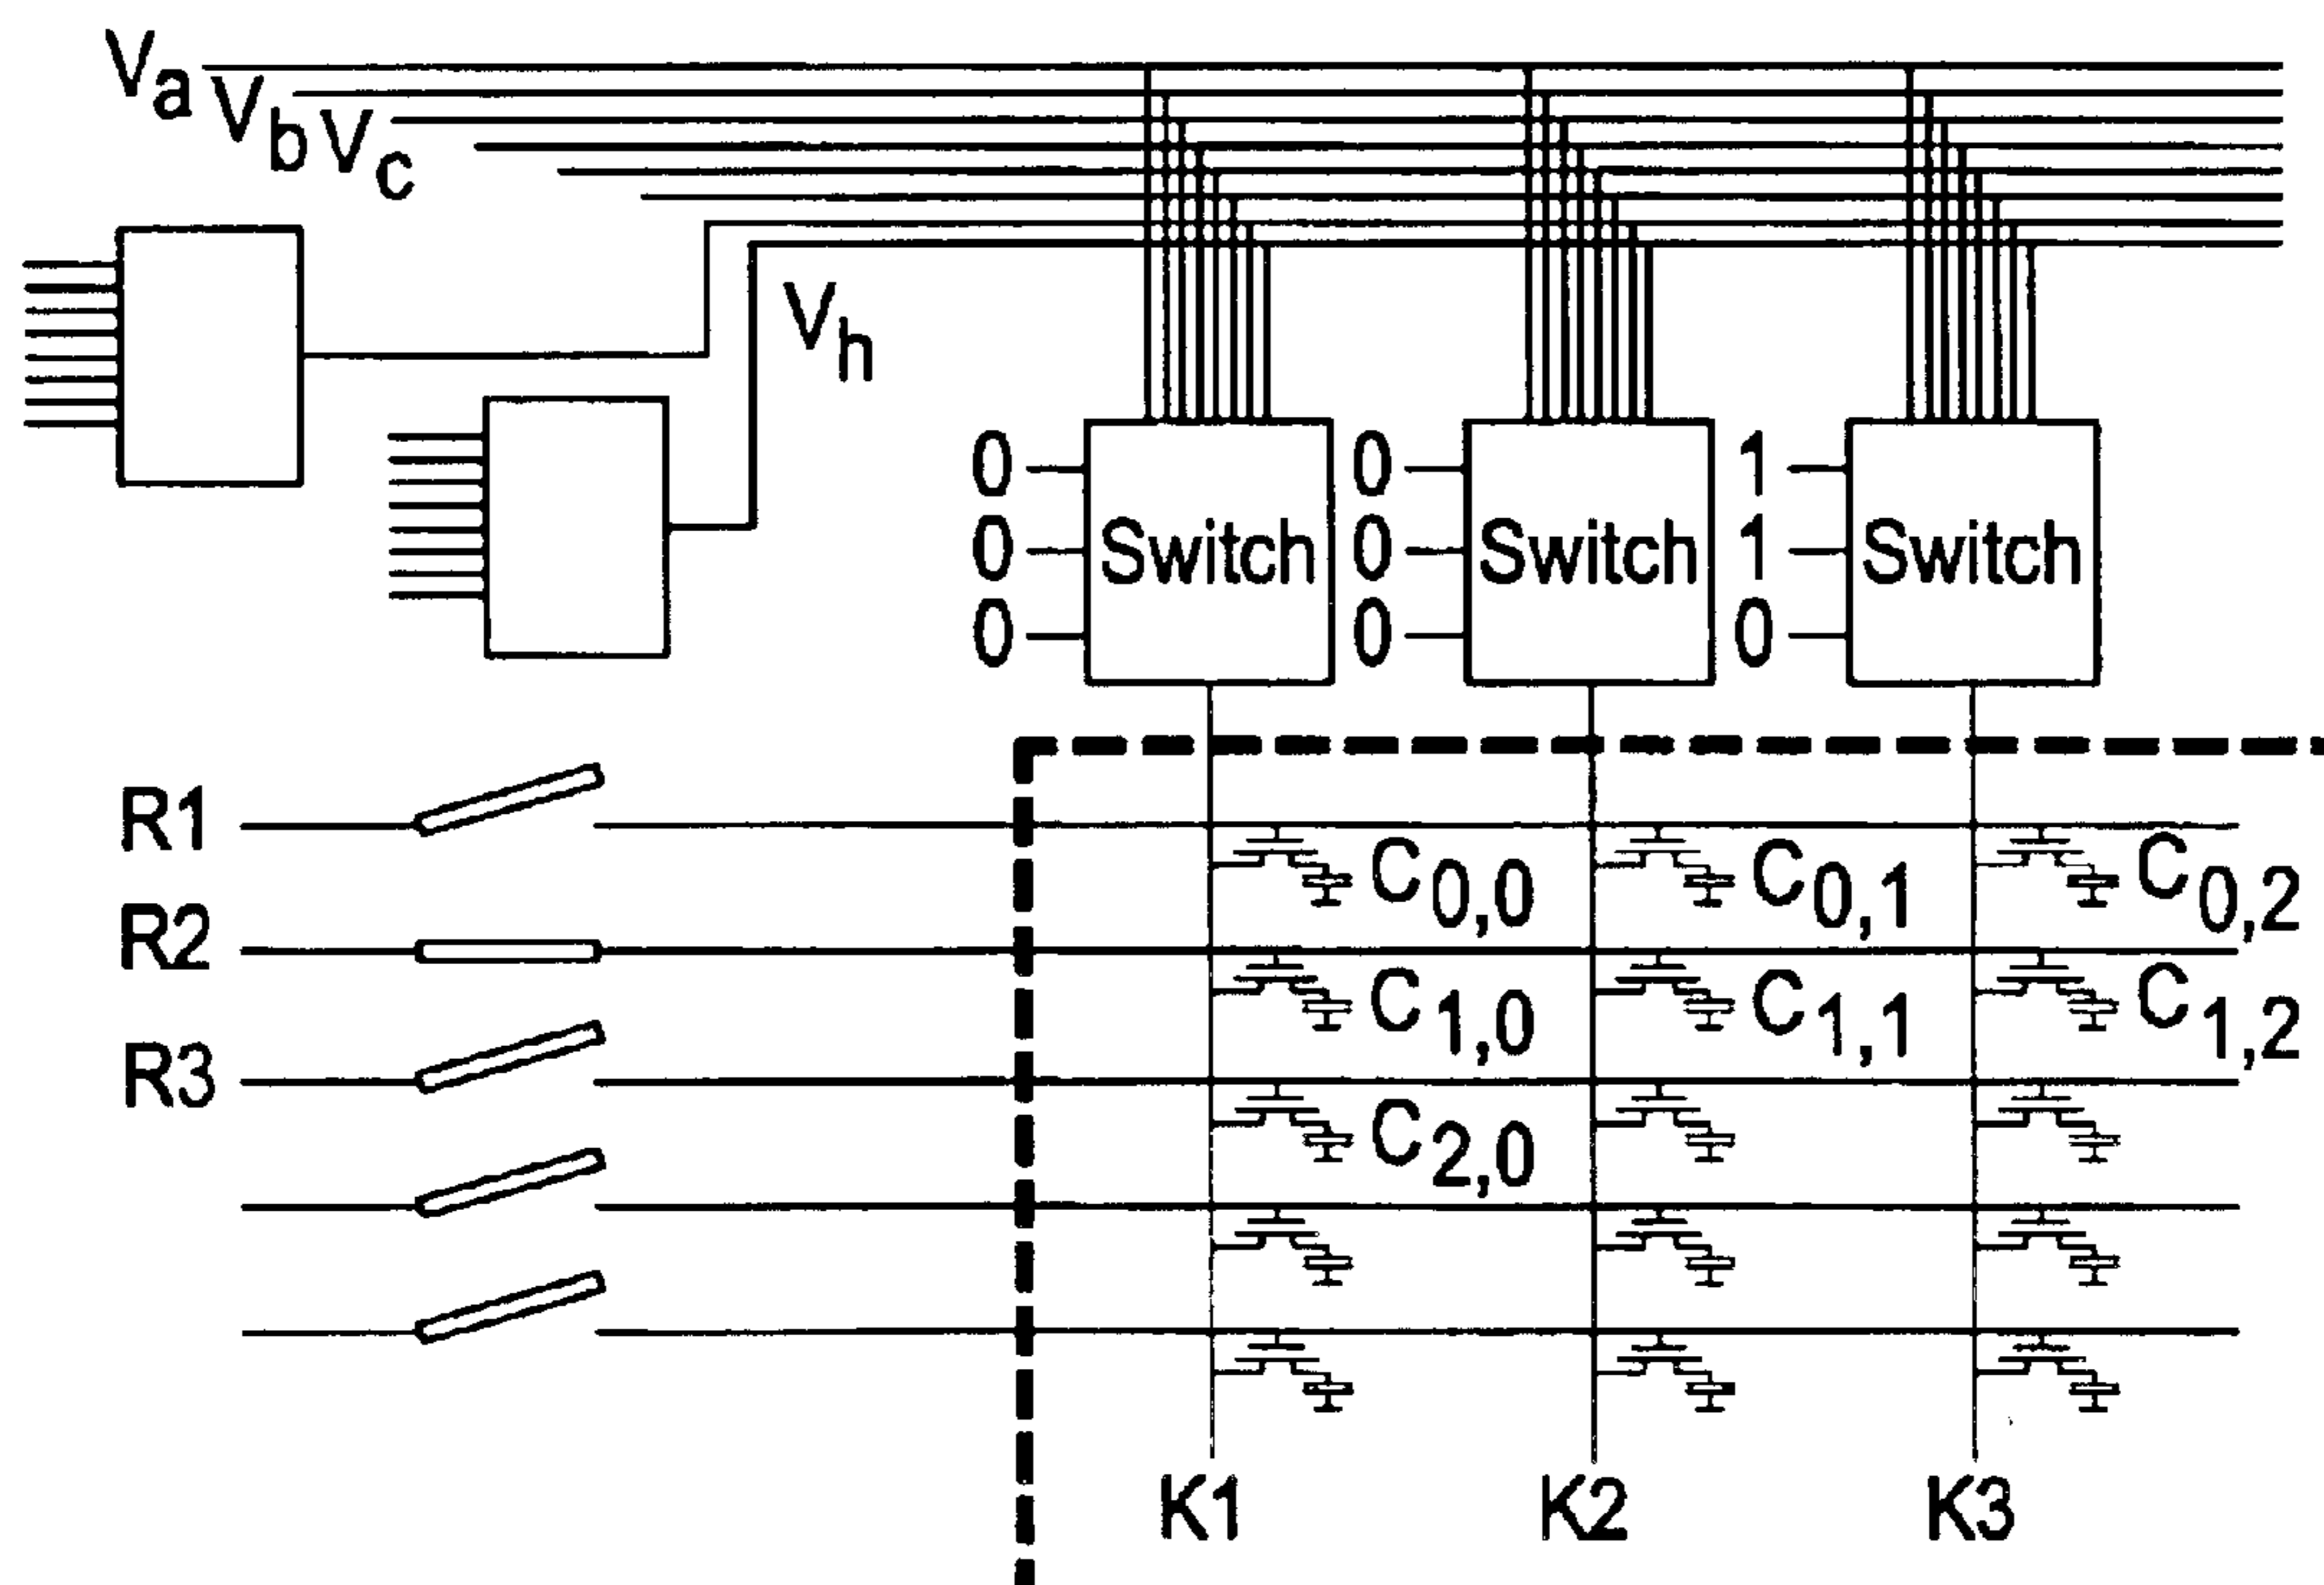 Va Vb Vc
Vh
0 0 1
Switch Switch Switch
0 0 1
0 0 0
R1
C0,0 C0,1 C0,2
R2
C1,0 C1,1 C1,2
R3
C2,0
K1 K2 K3